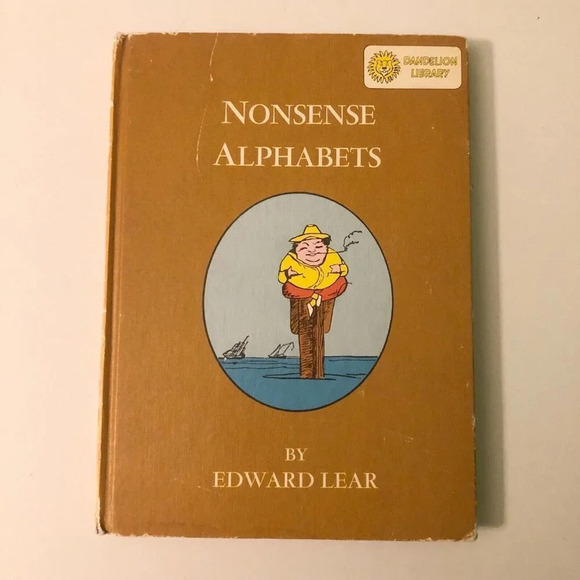 DANDELION
LIBRARY
NONSENSE
ALPHABETS
BY
EDWARD LEAR